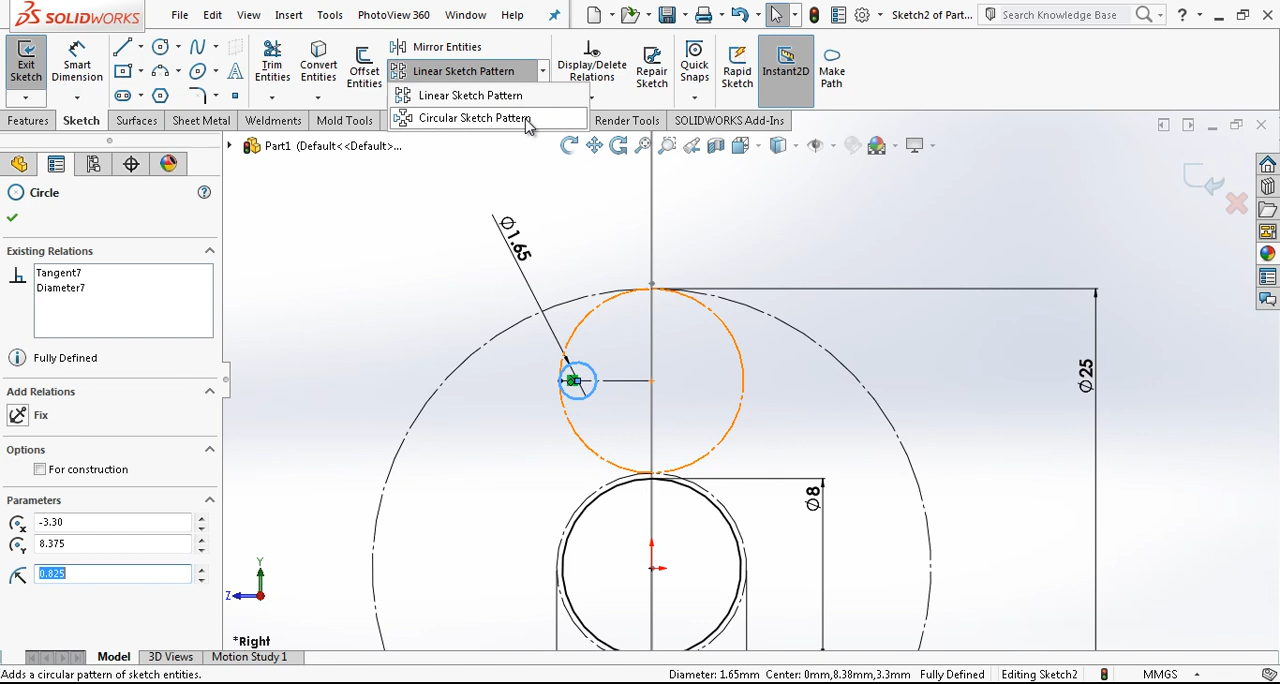 SOLIDWORKS File Edit View Insert Tools PhotoView 360 Window Help Sketch2 of Part... Search Knowledge Base ?
Exit Sketch
Smart Dimension
Trim Entities
Convert Entities
Offset Entities
Mirror Entities
Linear Sketch Pattern
Linear Sketch Pattern
Circular Sketch Pattern
Display/Delete Relations
Repair Sketch
Quick Snaps
Rapid Sketch
Instant2D
Make Path
Features Sketch Surfaces Sheet Metal Weldments Mold Tools Render Tools SOLIDWORKS Add-Ins
Part1 (Default<<Default>...
Circle ?
Existing Relations
Tangent7
Diameter7
Fully Defined
Add Relations
Fix
Options
For construction
Parameters
-3.30
8.375
0.825
Ø1.65
Ø25
Ø8
Y
Z
*Right
Model 3D Views Motion Study 1
Adds a circular pattern of sketch entities. Diameter: 1.65mm Center: 0mm,8.38mm,3.3mm Fully Defined Editing Sketch2 MMGS